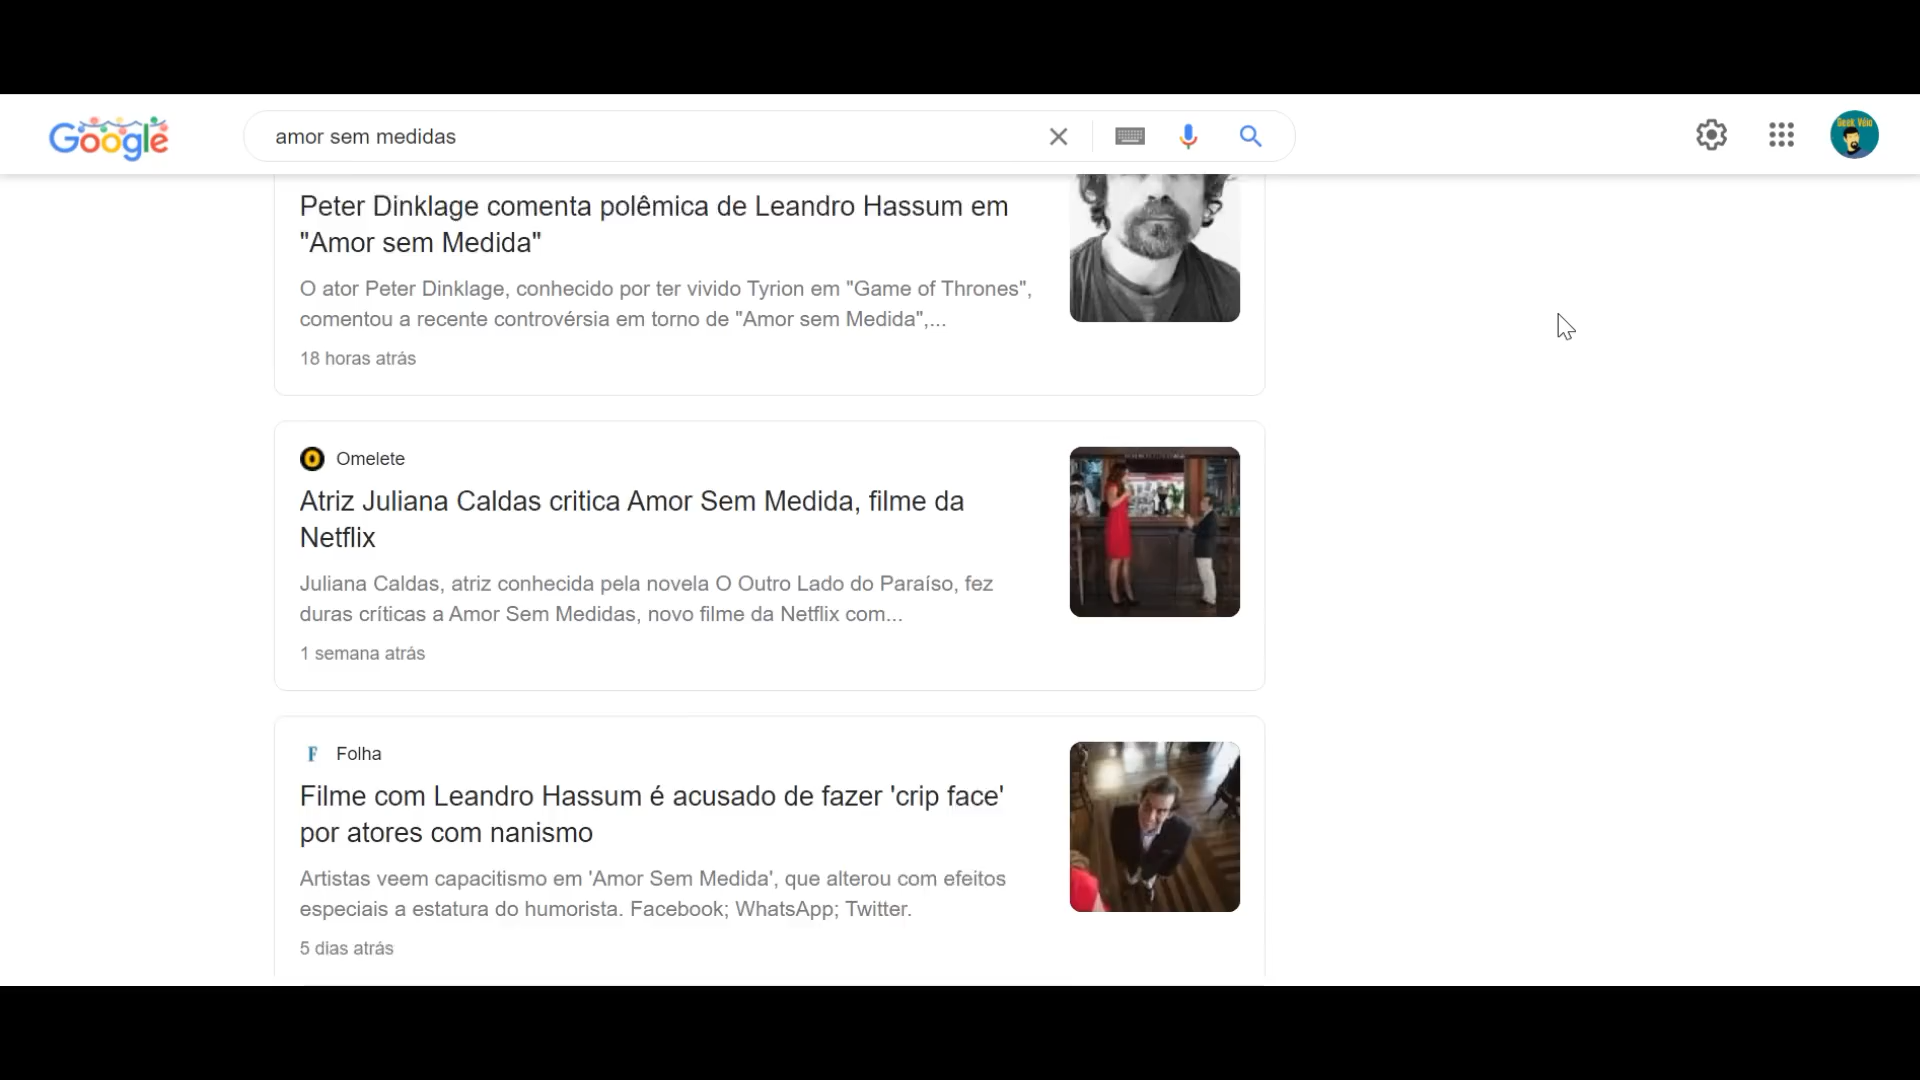 Google
amor sem medidas
Geek Véio
Peter Dinklage comenta polêmica de Leandro Hassum em
"Amor sem Medida"
O ator Peter Dinklage, conhecido por ter vivido Tyrion em "Game of Thrones",
comentou a recente controvérsia em torno de "Amor sem Medida",...
18 horas atrás
Omelete
Atriz Juliana Caldas critica Amor Sem Medida, filme da
Netflix
Juliana Caldas, atriz conhecida pela novela O Outro Lado do Paraíso, fez
duras críticas a Amor Sem Medidas, novo filme da Netflix com...
1 semana atrás
F Folha
Filme com Leandro Hassum é acusado de fazer 'crip face'
por atores com nanismo
Artistas veem capacitismo em 'Amor Sem Medida', que alterou com efeitos
especiais a estatura do humorista. Facebook; WhatsApp; Twitter.
5 dias atrás